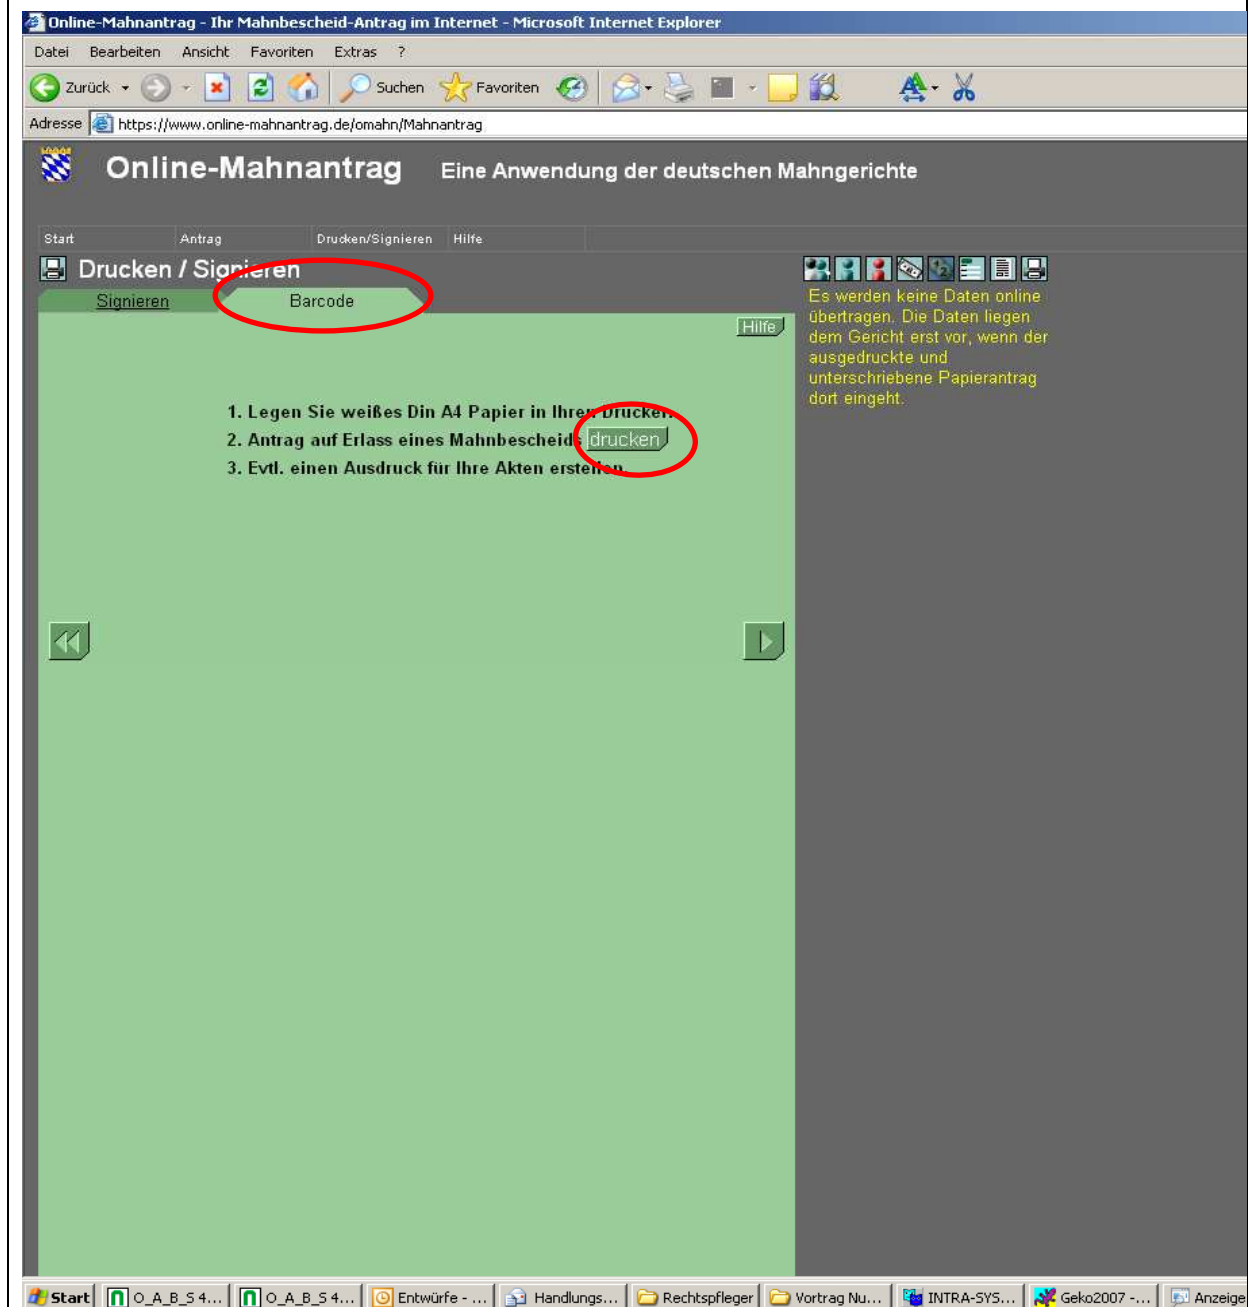 Online-Mahnantrag - Ihr Mahnbescheid-Antrag im Internet - Microsoft Internet Explorer
Datei Bearbeiten Ansicht Favoriten Extras ?
Zurück Suchen Favoriten
Adresse https://www.online-mahnantrag.de/omahn/Mahnantrag
Online-Mahnantrag Eine Anwendung der deutschen Mahngerichte
Start Antrag Drucken/Signieren Hilfe
Drucken / Signieren
Signieren Barcode
Hilfe
1. Legen Sie weißes Din A4 Papier in Ihren Drucker.
2. Antrag auf Erlass eines Mahnbescheids drucken
3. Evtl. einen Ausdruck für Ihre Akten erstellen.
Es werden keine Daten online
übertragen. Die Daten liegen
dem Gericht erst vor, wenn der
ausgedruckte und
unterschriebene Papierantrag
dort eingeht.
Start O_A_B_S 4... O_A_B_S 4... Entwürfe - ... Handlungs... Rechtspfleger Vortrag Nu... INTRA-SYS... Geko2007 -... Anzeige